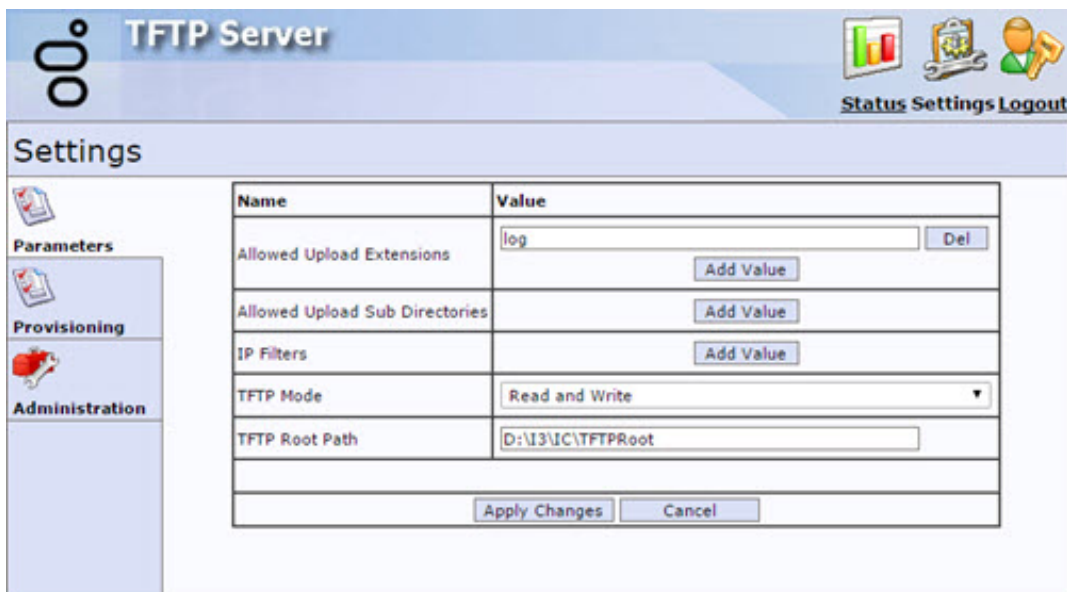 TFTP Server
Status Settings Logout
Settings
Parameters
Provisioning
Administration
Name Value
Allowed Upload Extensions log Del
Add Value
Allowed Upload Sub Directories Add Value
IP Filters Add Value
TFTP Mode Read and Write
TFTP Root Path D:\I3\IC\TFTPRoot
Apply Changes Cancel